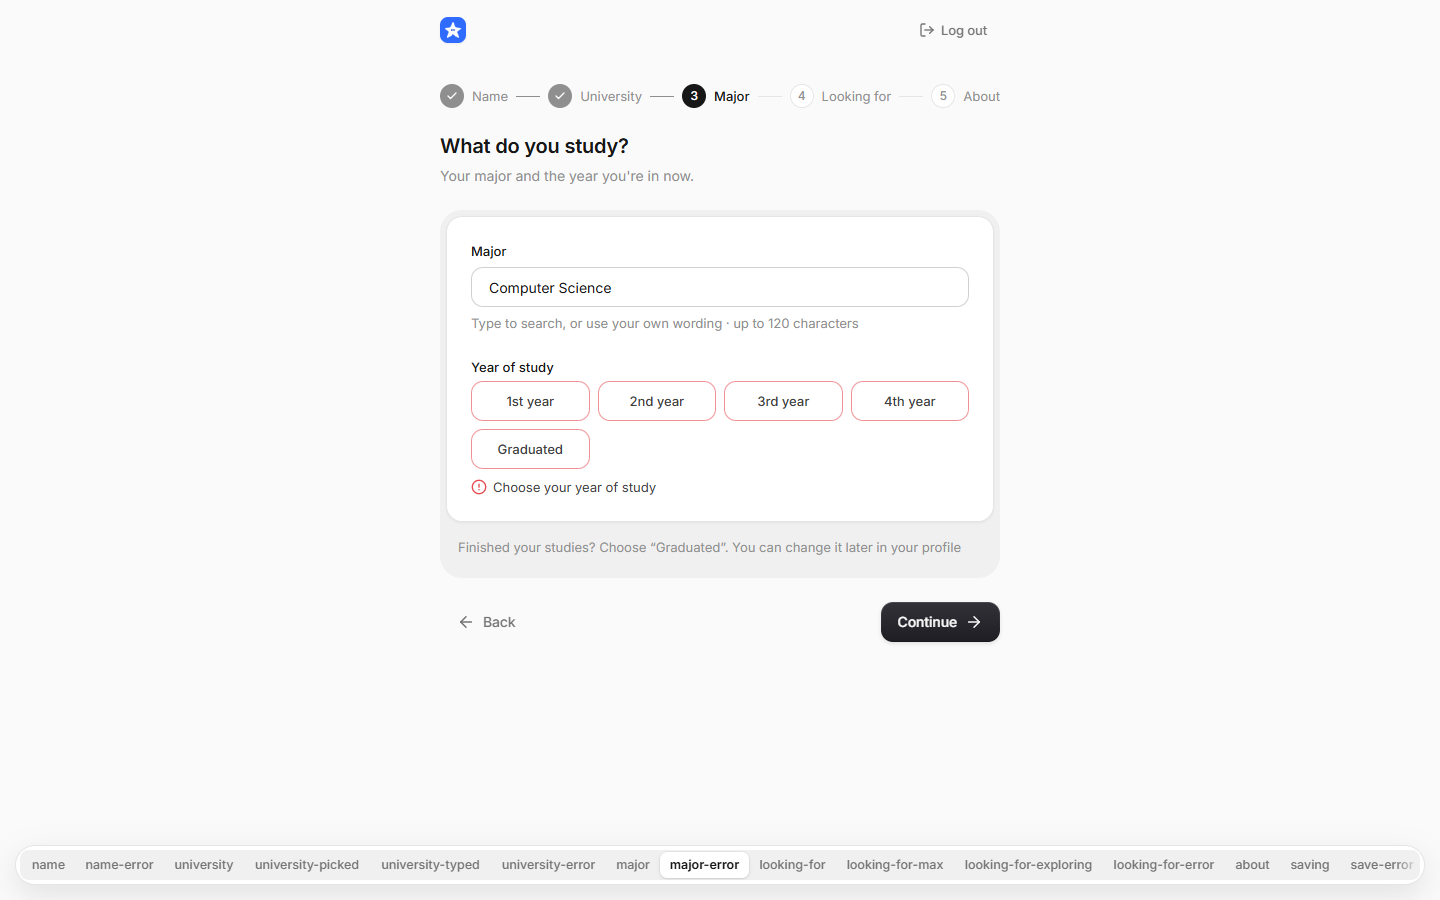 Log out
Name University 3 Major 4 Looking for 5 About
What do you study?
Your major and the year you're in now.
Major
Computer Science
Type to search, or use your own wording · up to 120 characters
Year of study
1st year 2nd year 3rd year 4th year
Graduated
Choose your year of study
Finished your studies? Choose “Graduated”. You can change it later in your profile
Back Continue
name name-error university university-picked university-typed university-error major major-error looking-for looking-for-max looking-for-exploring looking-for-error about saving save-error